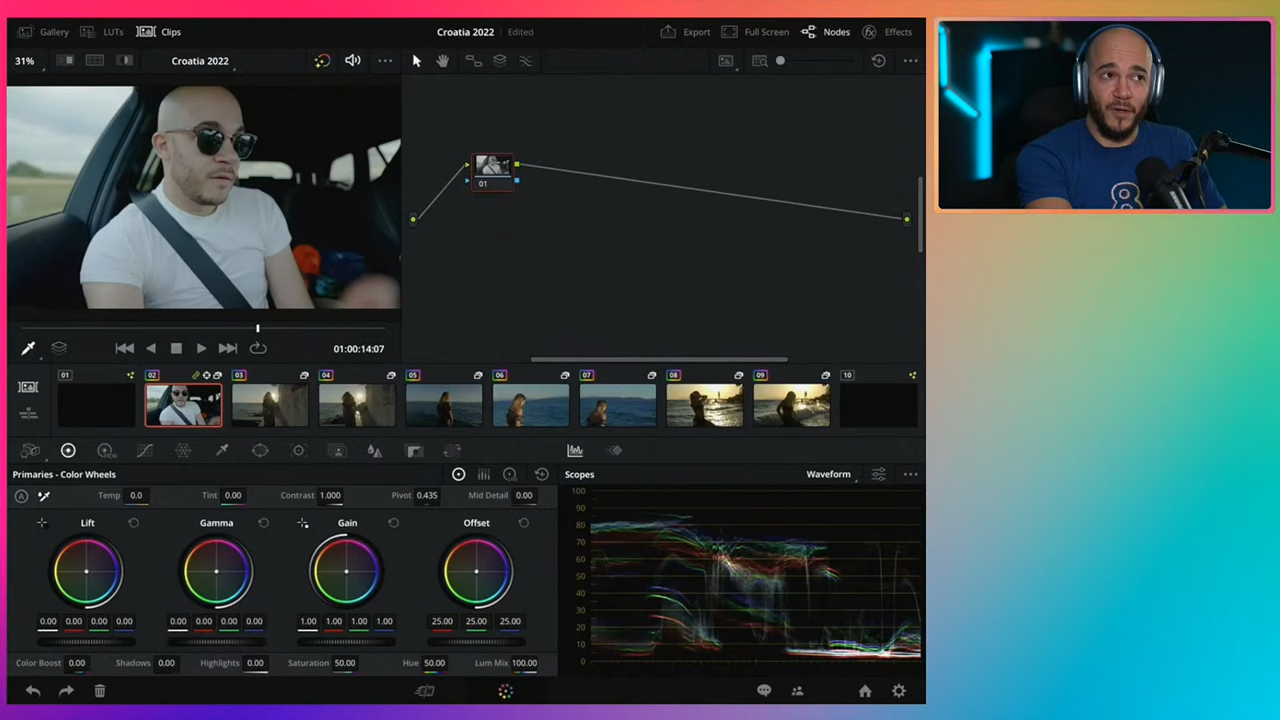 Gallery LUTs Clips Croatia 2022 Edited Export Full Screen Nodes Effects
31% Croatia 2022
01
01:00:14:07
01 02 03 04 05 06 07 08 09 10
HDR
Primaries - Color Wheels Scopes Waveform
A Temp 0.0 Tint 0.00 Contrast 1.000 Pivot 0.435 Mid Detail 0.00
Lift Gamma Gain Offset
0.00 0.00 0.00 0.00 0.00 0.00 0.00 0.00 1.00 1.00 1.00 1.00 25.00 25.00 25.00
Color Boost 0.00 Shadows 0.00 Highlights 0.00 Saturation 50.00 Hue 50.00 Lum Mix 100.00
100
90
80
70
60
50
40
30
20
10
0
8